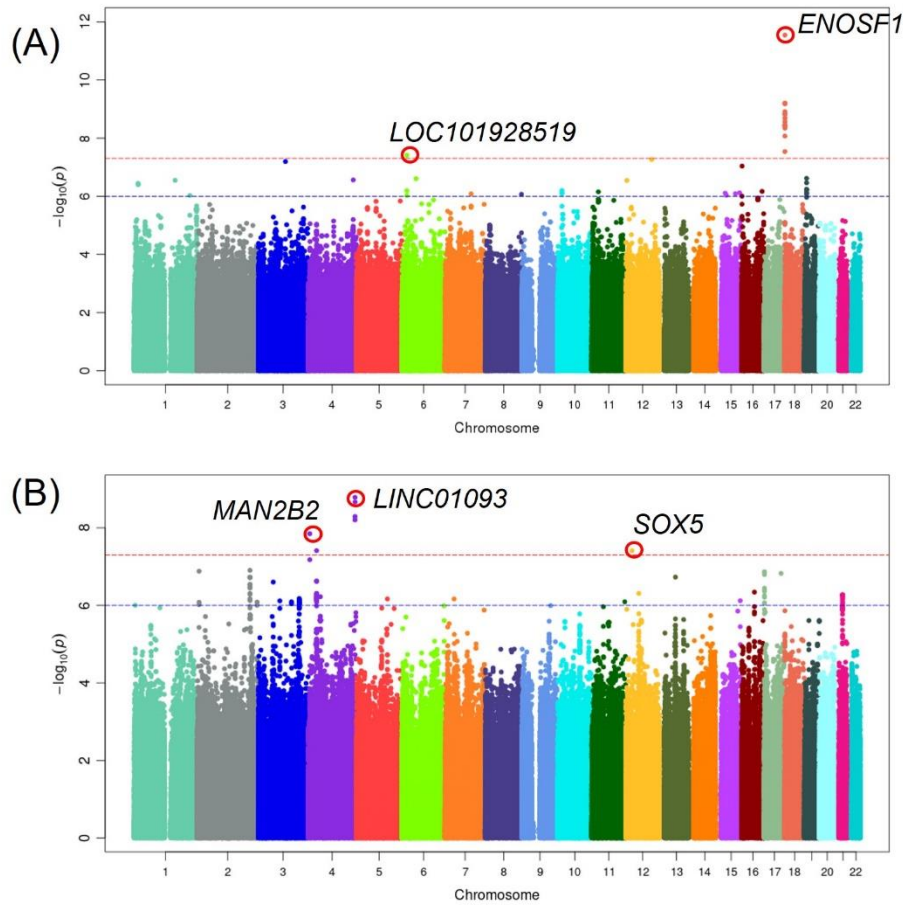 (A)
ENOSF1
LOC101928519
12
10
8
6
4
2
0
−log10(p)
1 2 3 4 5 6 7 8 9 10 11 12 13 14 15 16 17 18 20 22
Chromosome
(B)
MAN2B2
LINC01093
SOX5
8
6
4
2
0
−log10(p)
1 2 3 4 5 6 7 8 9 10 11 12 13 14 15 16 17 18 20 22
Chromosome